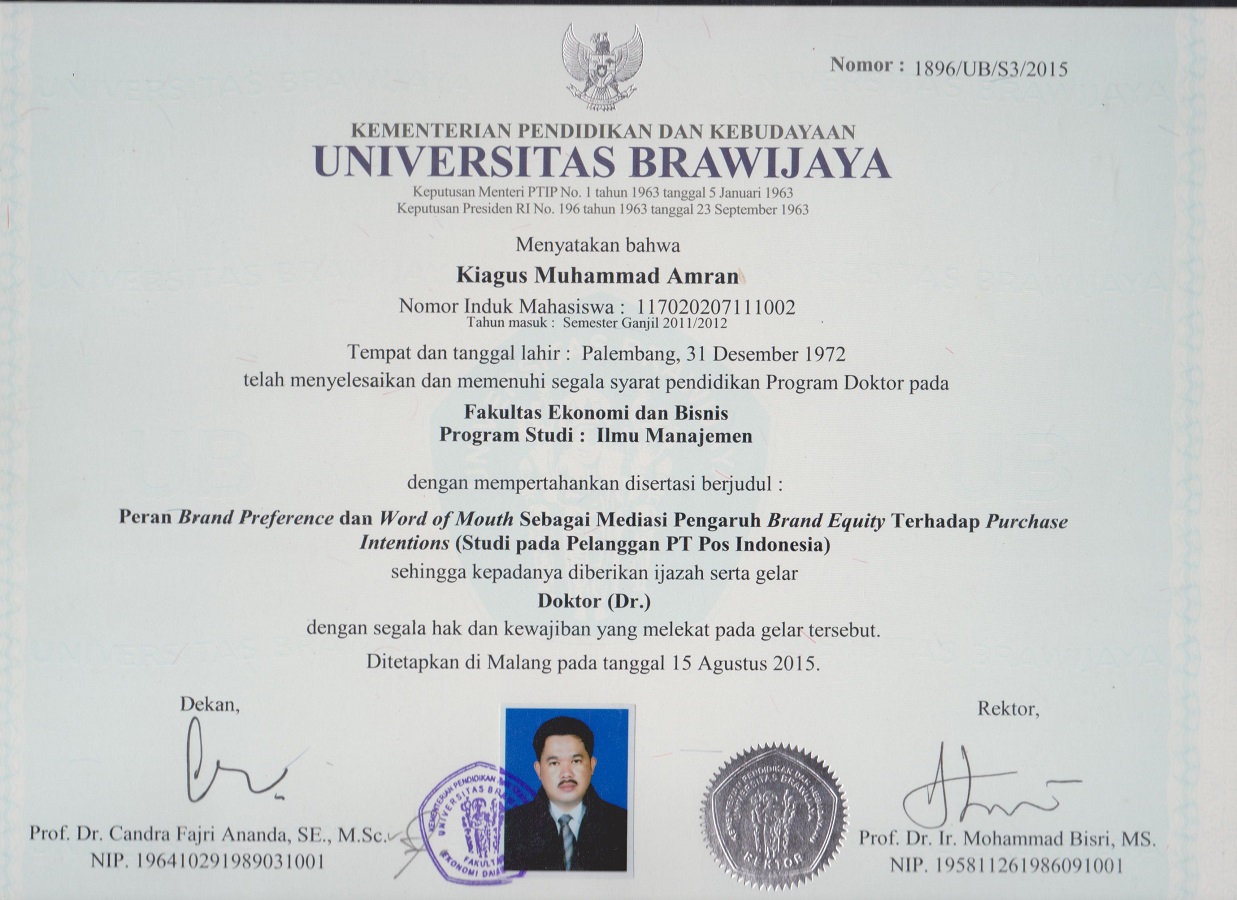 Nomor : 1896/UB/S3/2015
KEMENTERIAN PENDIDIKAN DAN KEBUDAYAAN
UNIVERSITAS BRAWIJAYA
Keputusan Menteri PTIP No. 1 tahun 1963 tanggal 5 Januari 1963
Keputusan Presiden RI No. 196 tahun 1963 tanggal 23 September 1963
Menyatakan bahwa
Kiagus Muhammad Amran
Nomor Induk Mahasiswa : 117020207111002
Tahun masuk : Semester Ganjil 2011/2012
Tempat dan tanggal lahir : Palembang, 31 Desember 1972
telah menyelesaikan dan memenuhi segala syarat pendidikan Program Doktor pada
Fakultas Ekonomi dan Bisnis
Program Studi : Ilmu Manajemen
dengan mempertahankan disertasi berjudul :
Peran Brand Preference dan Word of Mouth Sebagai Mediasi Pengaruh Brand Equity Terhadap Purchase
Intentions (Studi pada Pelanggan PT Pos Indonesia)
sehingga kepadanya diberikan ijazah serta gelar
Doktor (Dr.)
dengan segala hak dan kewajiban yang melekat pada gelar tersebut.
Ditetapkan di Malang pada tanggal 15 Agustus 2015.
Dekan,
Rektor,
KEMENTERIAN PENDIDIKAN
UNIVERSITAS
FAKULTAS
EKONOMI DAN
UNIVERSITAS BRAWIJAYA
REKTOR
Prof. Dr. Candra Fajri Ananda, SE., M.Sc.
NIP. 196410291989031001
Prof. Dr. Ir. Mohammad Bisri, MS.
NIP. 195811261986091001